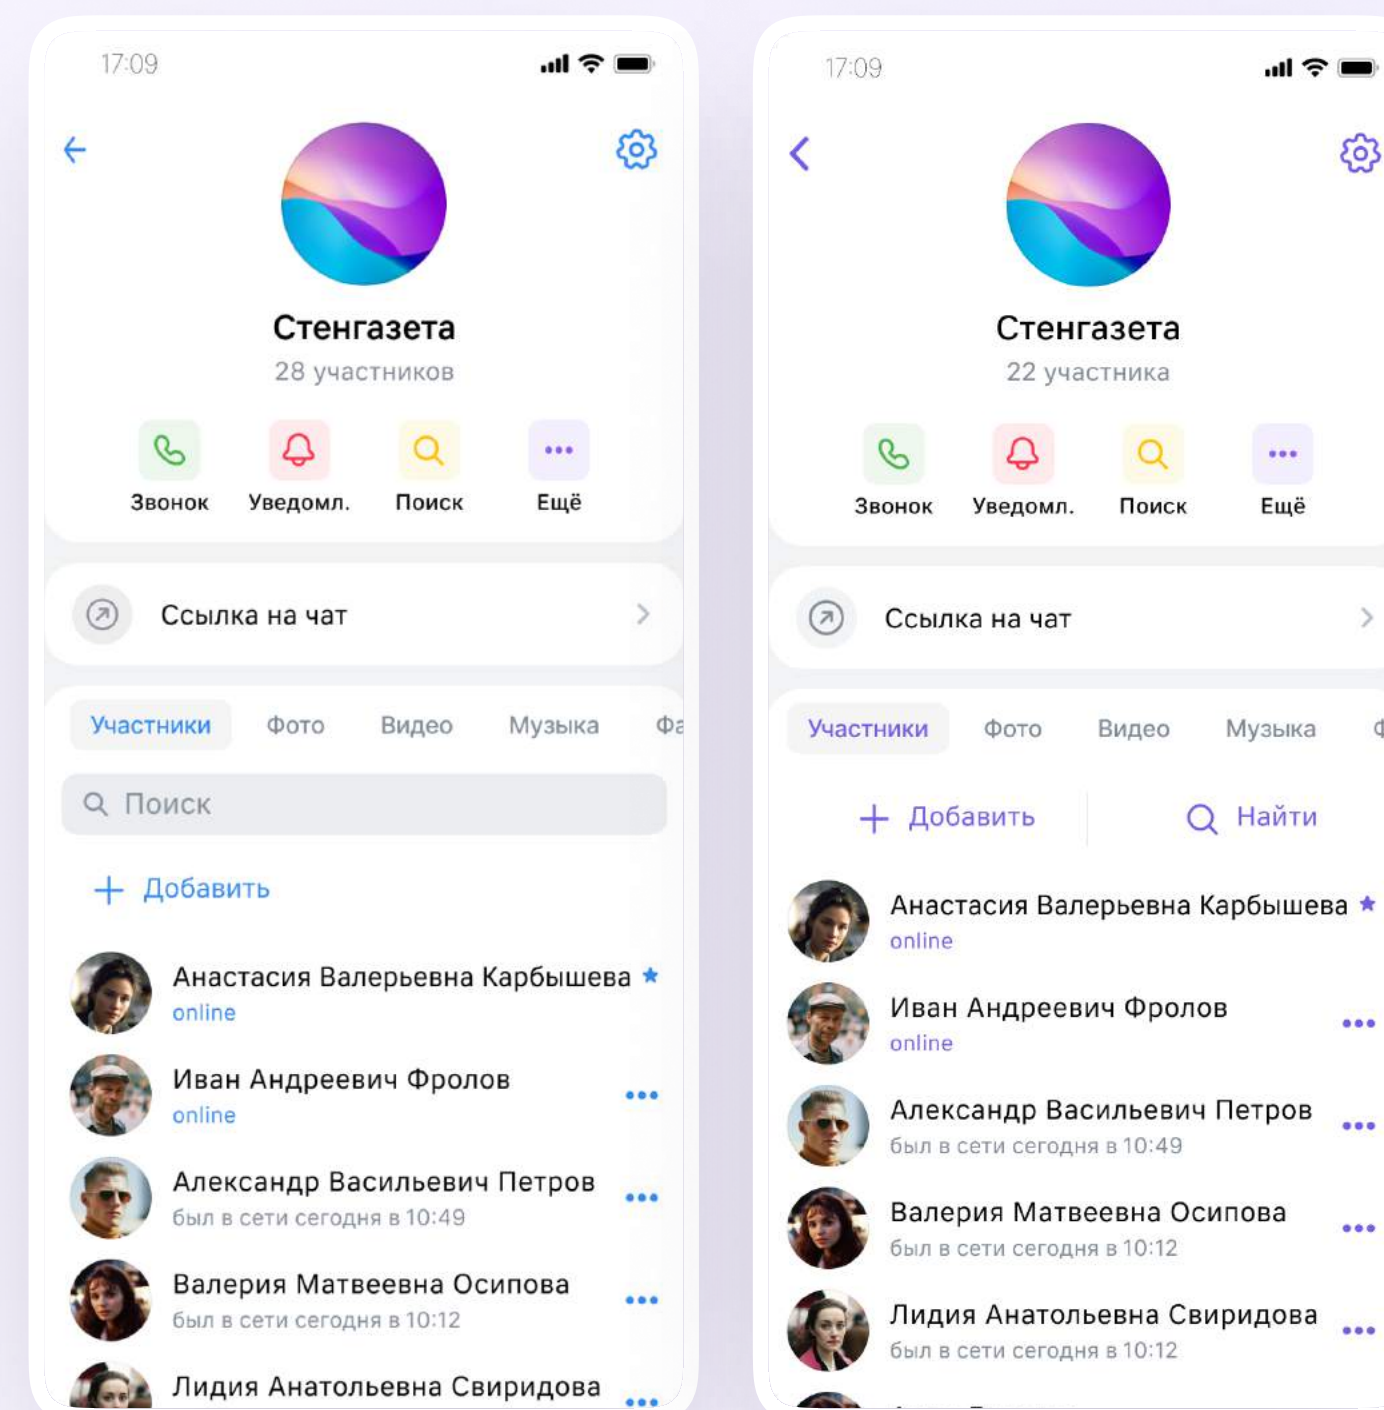 17:09
Стенгазета
28 участников
Звонок Уведомл. Поиск Ещё
Ссылка на чат
Участники Фото Видео Музыка Фа
Поиск
Добавить
Анастасия Валерьевна Карбышева
online
Иван Андреевич Фролов
online
Александр Васильевич Петров
был в сети сегодня в 10:49
Валерия Матвеевна Осипова
был в сети сегодня в 10:12
Лидия Анатольевна Свиридова
17:09
Стенгазета
22 участника
Звонок Уведомл. Поиск Ещё
Ссылка на чат
Участники Фото Видео Музыка
Добавить Найти
Анастасия Валерьевна Карбышева
online
Иван Андреевич Фролов
online
Александр Васильевич Петров
был в сети сегодня в 10:49
Валерия Матвеевна Осипова
был в сети сегодня в 10:12
Лидия Анатольевна Свиридова
был в сети сегодня в 10:12